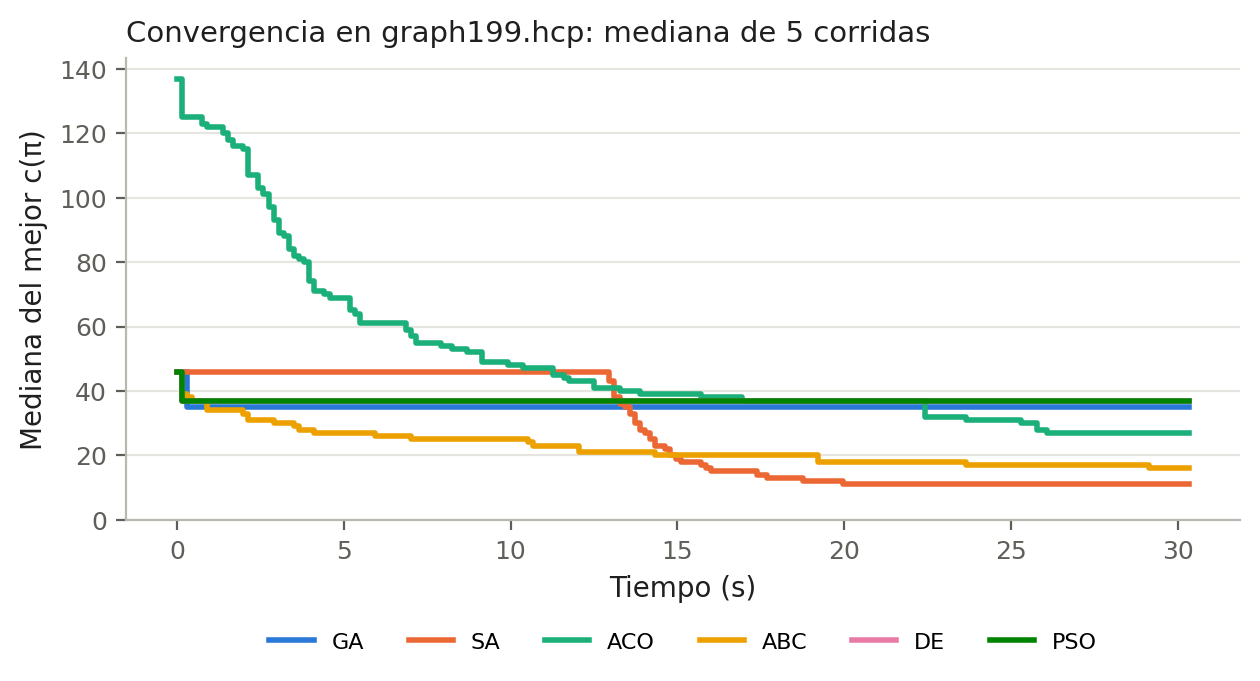 Convergencia en graph199.hcp: mediana de 5 corridas
Mediana del mejor c(π)
140
120
100
80
60
40
20
0
0 5 10 15 20 25 30
Tiempo (s)
GA SA ACO ABC DE PSO